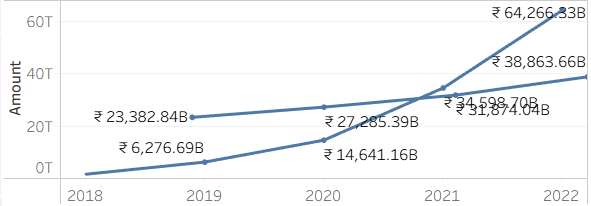 60T
₹ 64,266.33B
40T
₹ 38,863.66B
Amount
₹ 34,598.70B
₹ 31,874.04B
₹ 23,382.84B
₹ 27,285.39B
20T
₹ 6,276.69B
₹ 14,641.16B
0T
2018 2019 2020 2021 2022